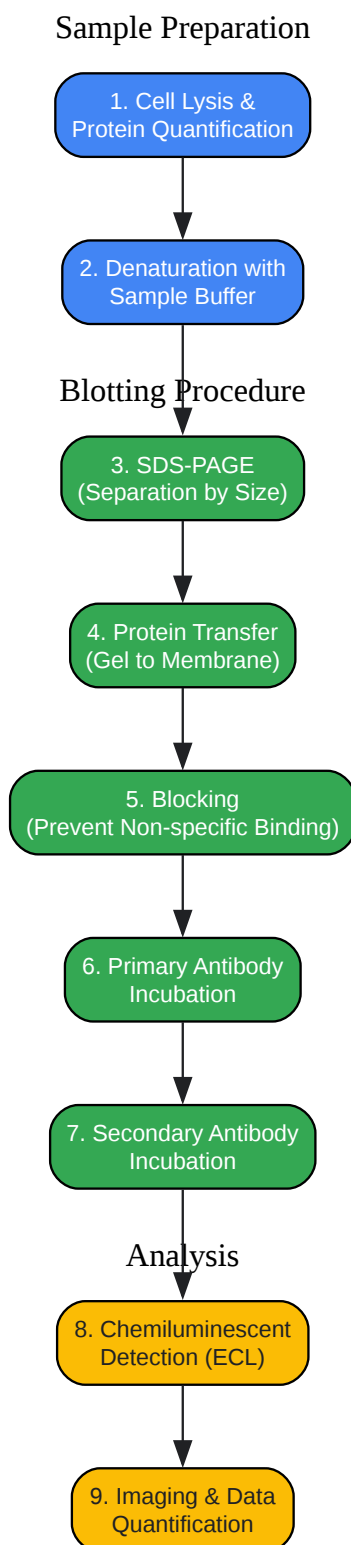 Sample Preparation
1. Cell Lysis &
Protein Quantification
2. Denaturation with
Sample Buffer
Blotting Procedure
3. SDS-PAGE
(Separation by Size)
4. Protein Transfer
(Gel to Membrane)
5. Blocking
(Prevent Non-specific Binding)
6. Primary Antibody
Incubation
7. Secondary Antibody
Incubation
Analysis
8. Chemiluminescent
Detection (ECL)
9. Imaging & Data
Quantification